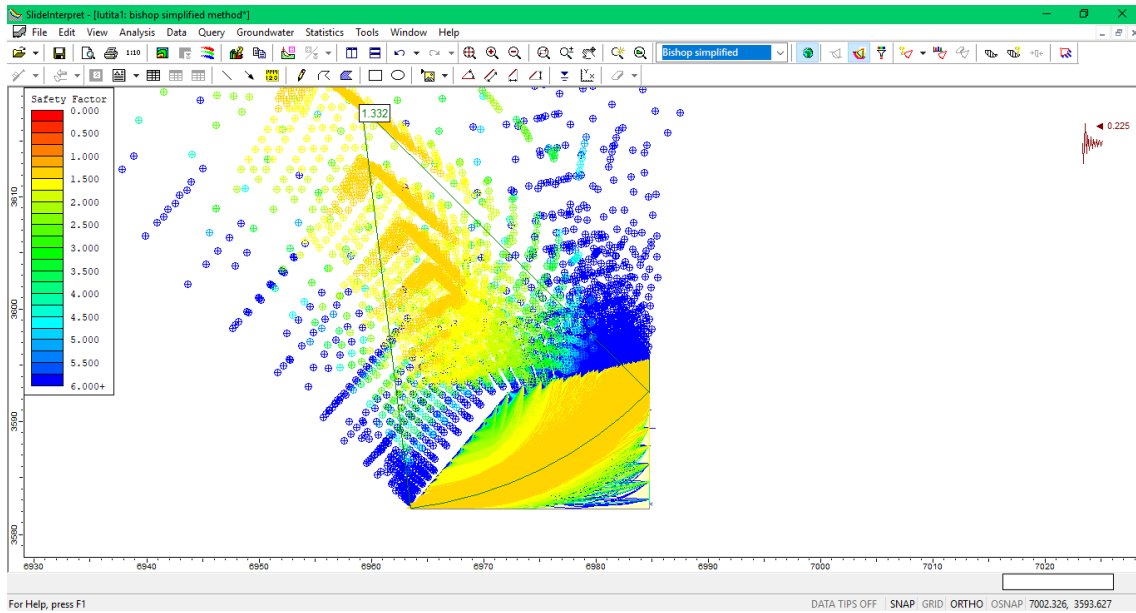 SlideInterpret - [lutita1: bishop simplified method*]
File Edit View Analysis Data Query Groundwater Statistics Tools Window Help
1:10
Bishop simplified
Safety Factor
0.000
0.500
1.000
1.500
2.000
2.500
3.000
3.500
4.000
4.500
5.000
5.500
6.000+
1.332
0.225
3610
3600
3590
3580
6930 6940 6950 6960 6970 6980 6990 7000 7010 7020
For Help, press F1
DATA TIPS OFF SNAP GRID ORTHO OSNAP 7002.326, 3593.627